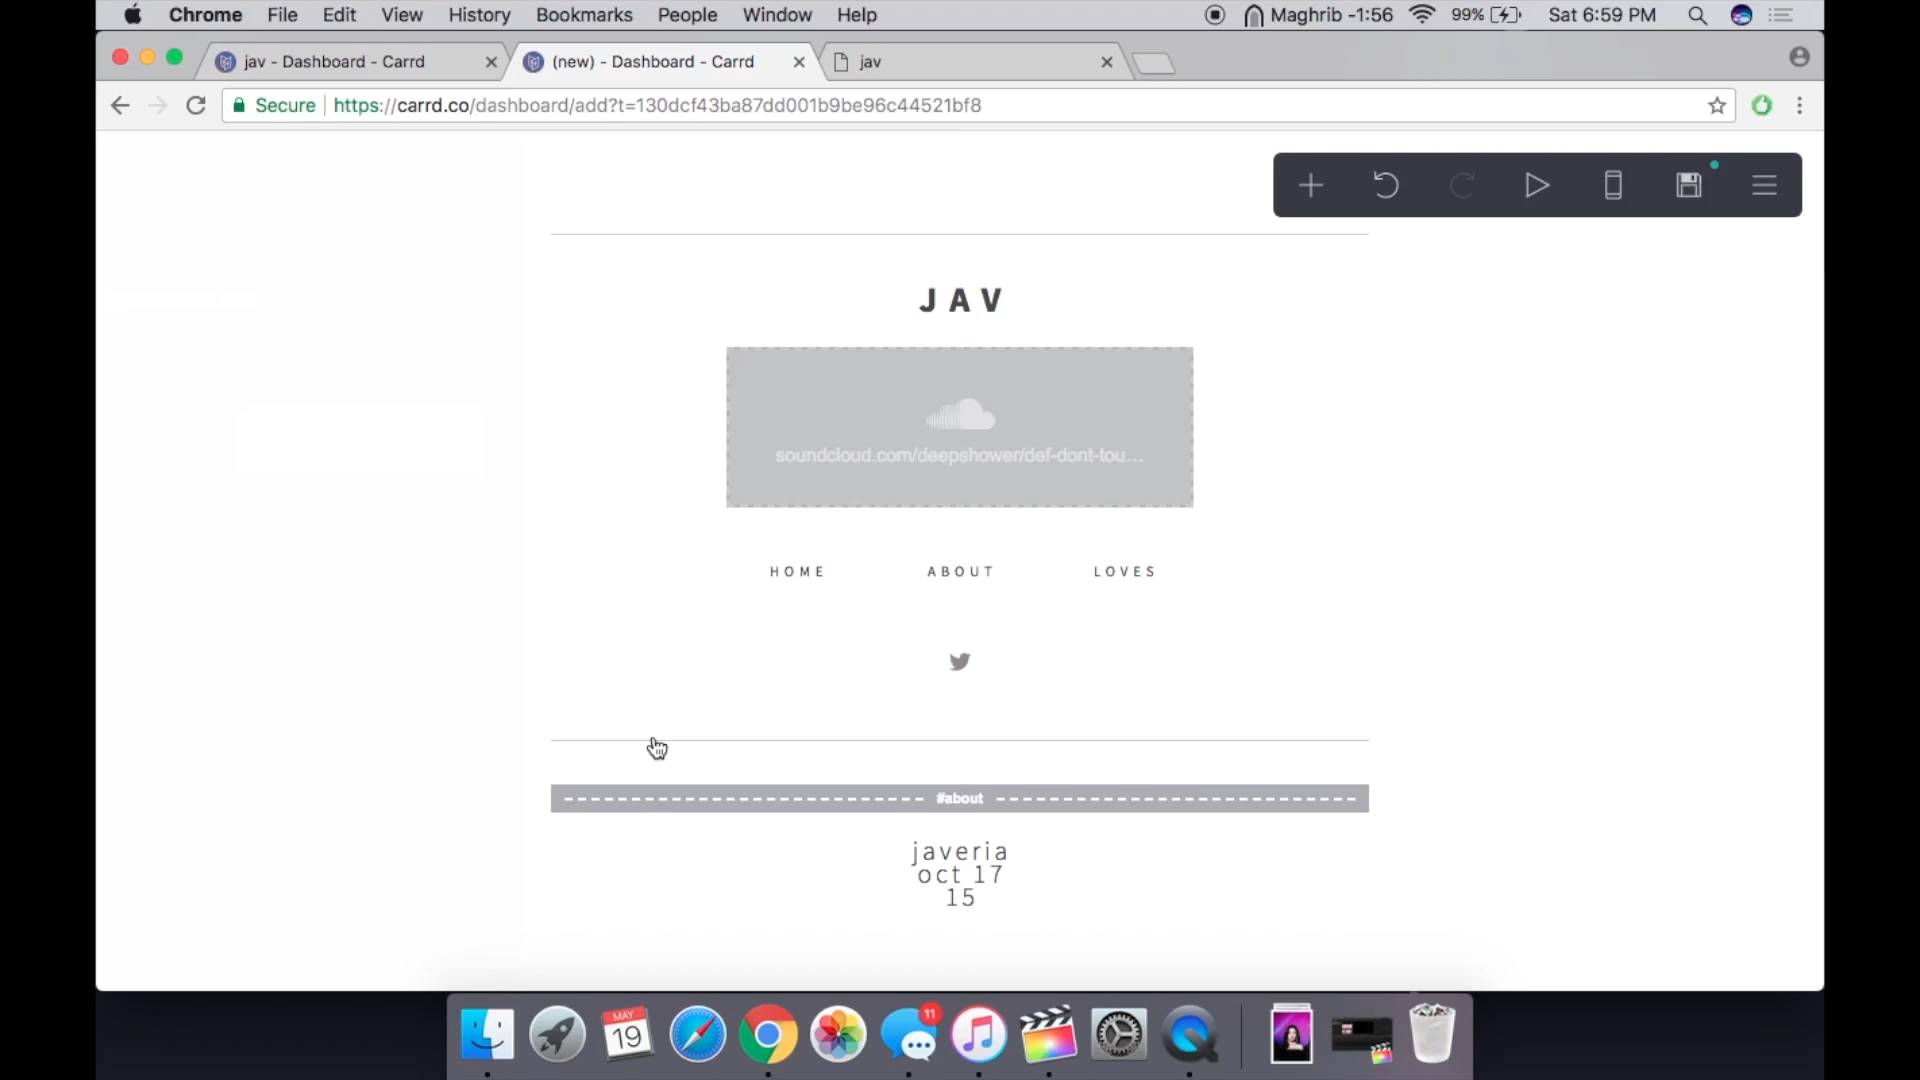 Chrome File Edit View History Bookmarks People Window Help Maghrib -1:56 99% Sat 6:59 PM
jav - Dashboard - Carrd (new) - Dashboard - Carrd jav
Secure https://carrd.co/dashboard/add?t=130dcf43ba87dd001b9be96c44521bf8
JAV
soundcloud.com/deepshower/def-dont-tou...
HOME ABOUT LOVES
#about
javeria
oct 17
15
MAY
19
11